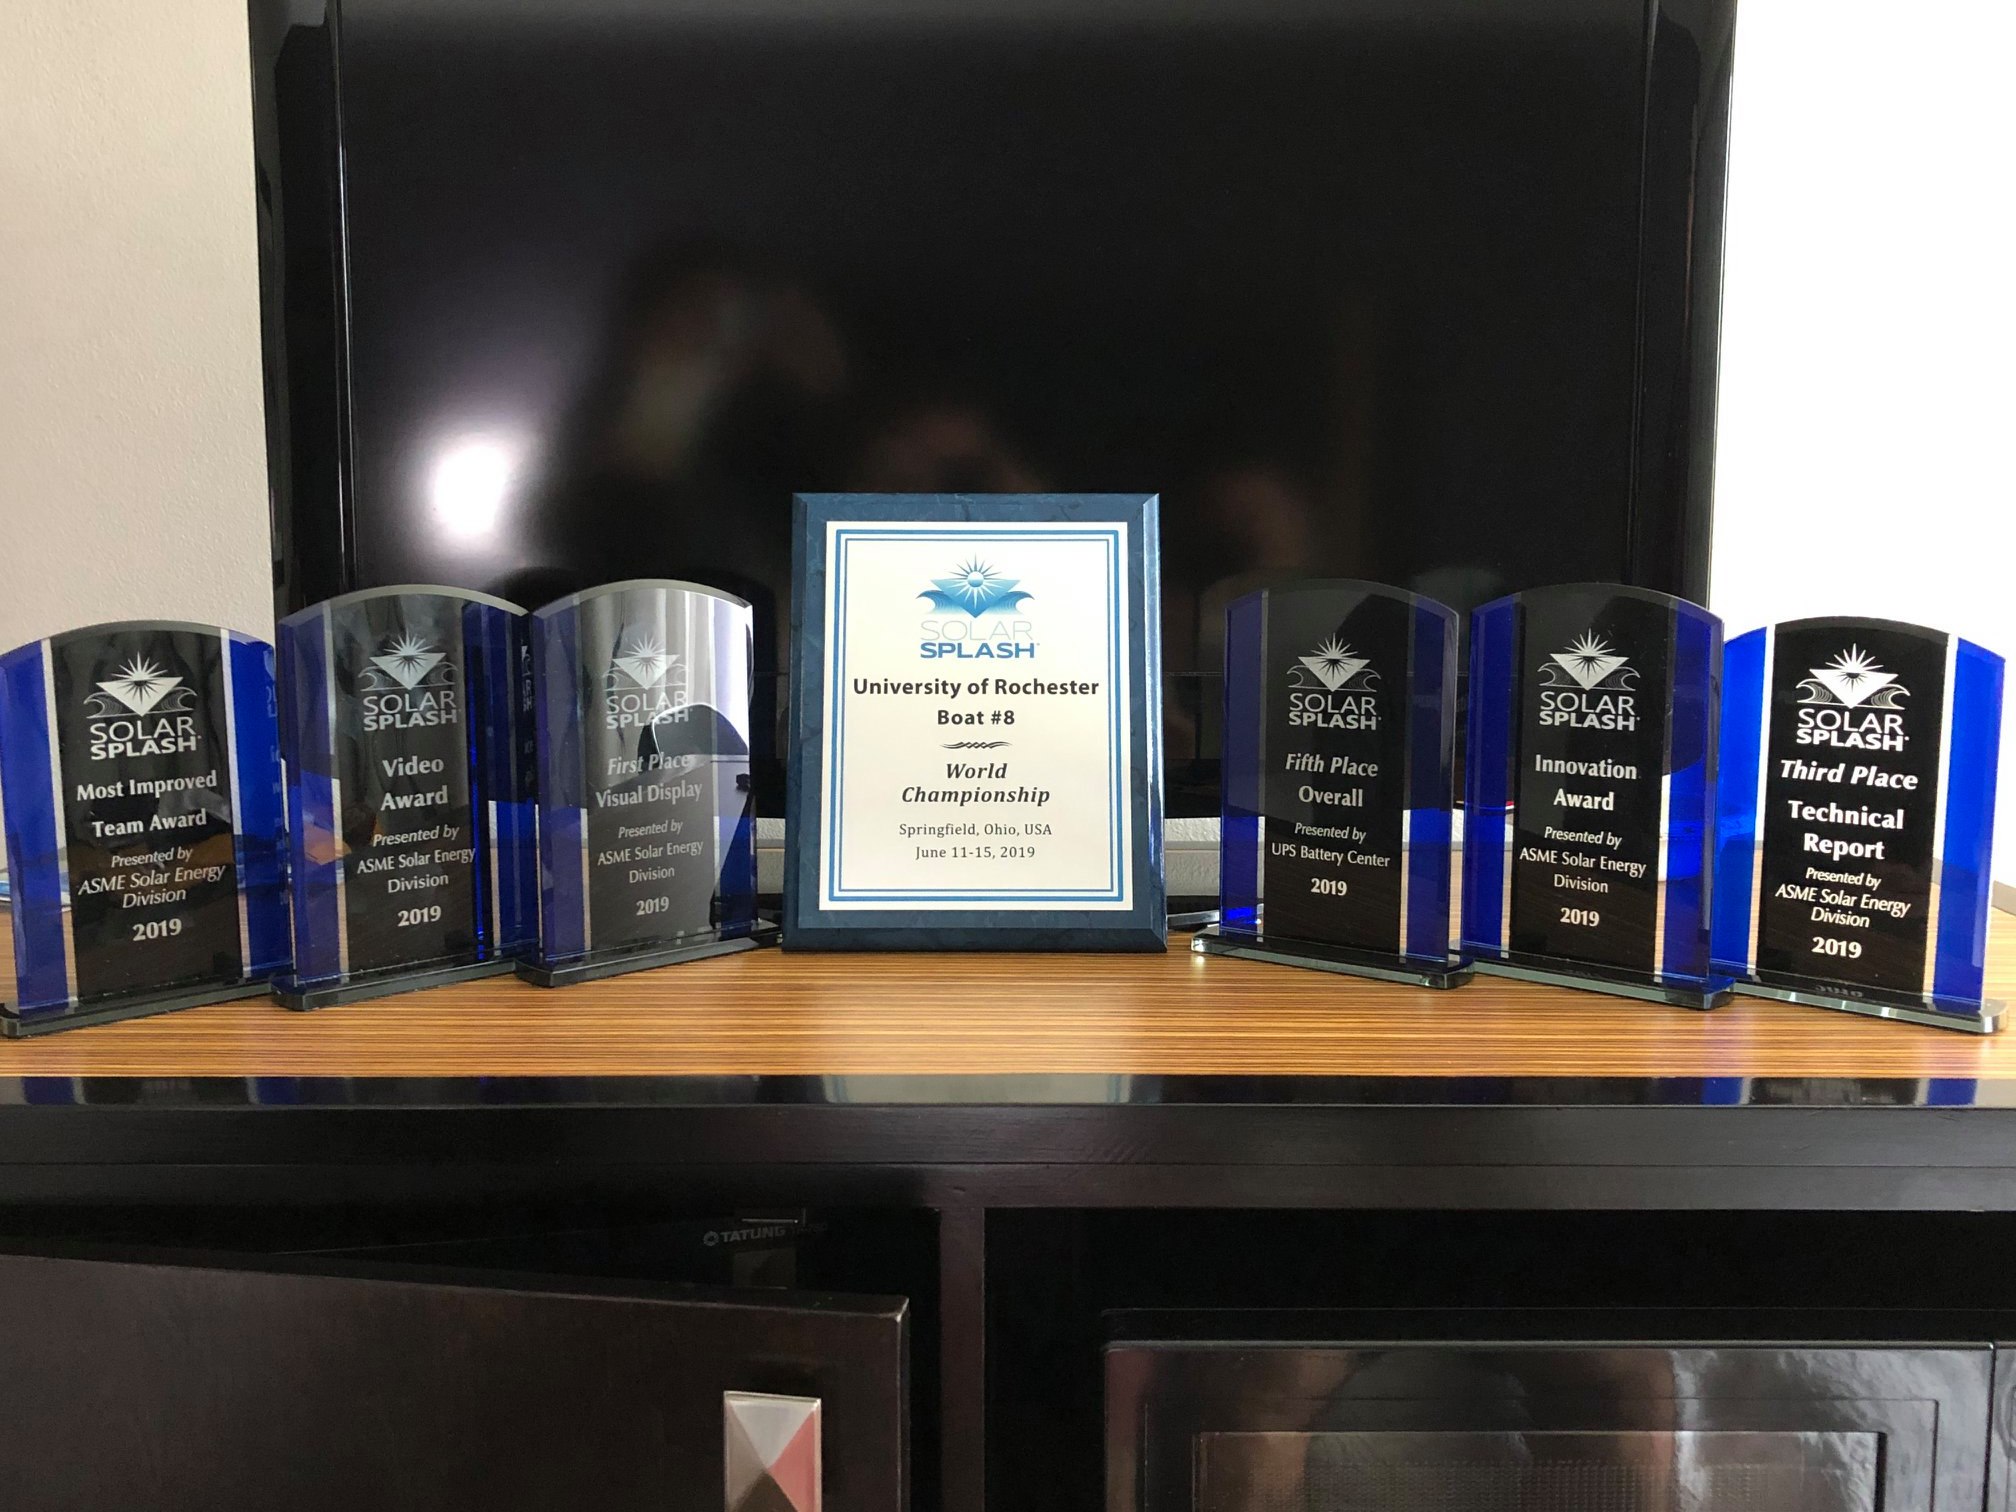 SOLAR
SPLASH
Most Improved
Team Award
Presented by
ASME Solar Energy
Division
2019
SOLAR
SPLASH
Video
Award
Presented by
ASME Solar Energy
Division
2019
SOLAR
SPLASH
First Place
Visual Display
Presented by
ASME Solar Energy
Division
2019
SOLAR
SPLASH
University of Rochester
Boat #8
World
Championship
Springfield, Ohio, USA
June 11-15, 2019
SOLAR
SPLASH
Fifth Place
Overall
Presented by
UPS Battery Center
2019
SOLAR
SPLASH
Innovation
Award
Presented by
ASME Solar Energy
Division
2019
SOLAR
SPLASH
Third Place
Technical
Report
Presented by
ASME Solar Energy
Division
2019
TATUNG